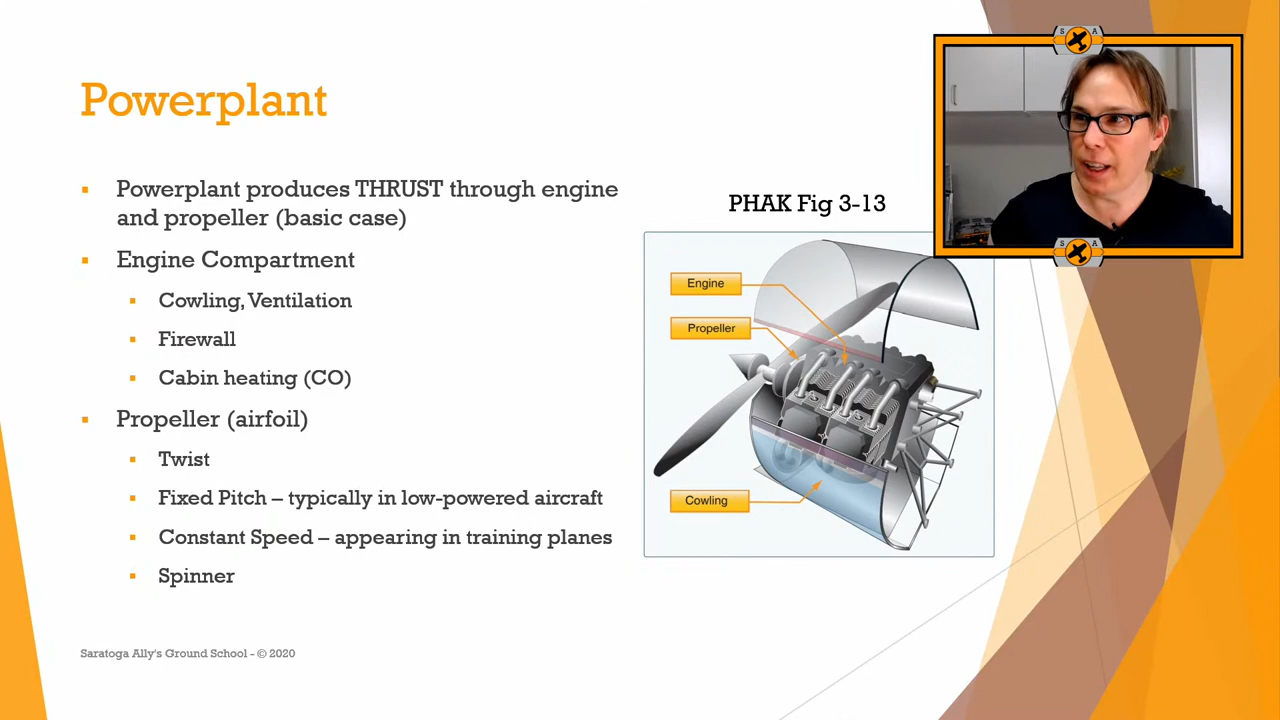 Powerplant
Powerplant produces THRUST through engine
and propeller (basic case)
Engine Compartment
Cowling, Ventilation
Firewall
Cabin heating (CO)
Propeller (airfoil)
Twist
Fixed Pitch – typically in low-powered aircraft
Constant Speed – appearing in training planes
Spinner
PHAK Fig 3-13
Engine
Propeller
Cowling
S A
S A
Saratoga Ally's Ground School - © 2020